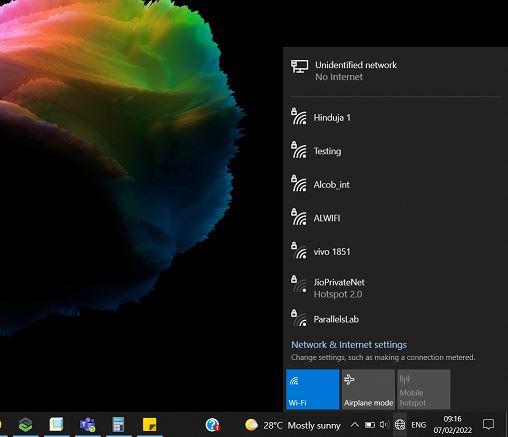 Unidentified network
No Internet
Hinduja 1
Testing
Alcob_int
ALWIFI
vivo 1851
JioPrivateNet
Hotspot 2.0
ParallelsLab
Network & Internet settings
Change settings, such as making a connection metered.
Wi-Fi
Airplane mode
Mobile
hotspot
28°C Mostly sunny
ENG
09:16
07/02/2022